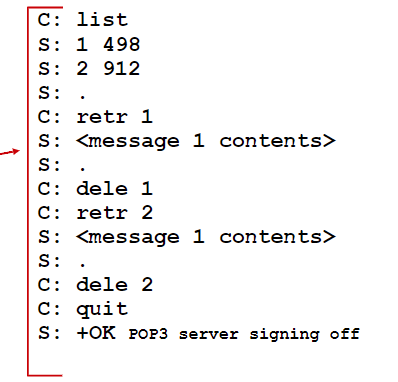 C: list
S: 1 498
S: 2 912
S: .
C: retr 1
S: <message 1 contents>
S: .
C: dele 1
C: retr 2
S: <message 1 contents>
S: .
C: dele 2
C: quit
S: +OK POP3 server signing off